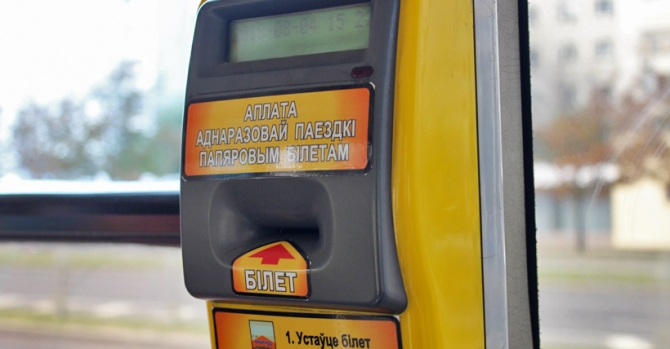 АПЛАТА
АДНАРАЗОВАЙ ПАЕЗДКІ
ПАПЯРОВЫМ БІЛЕТАМ
БІЛЕТ
1. Устаўце білет